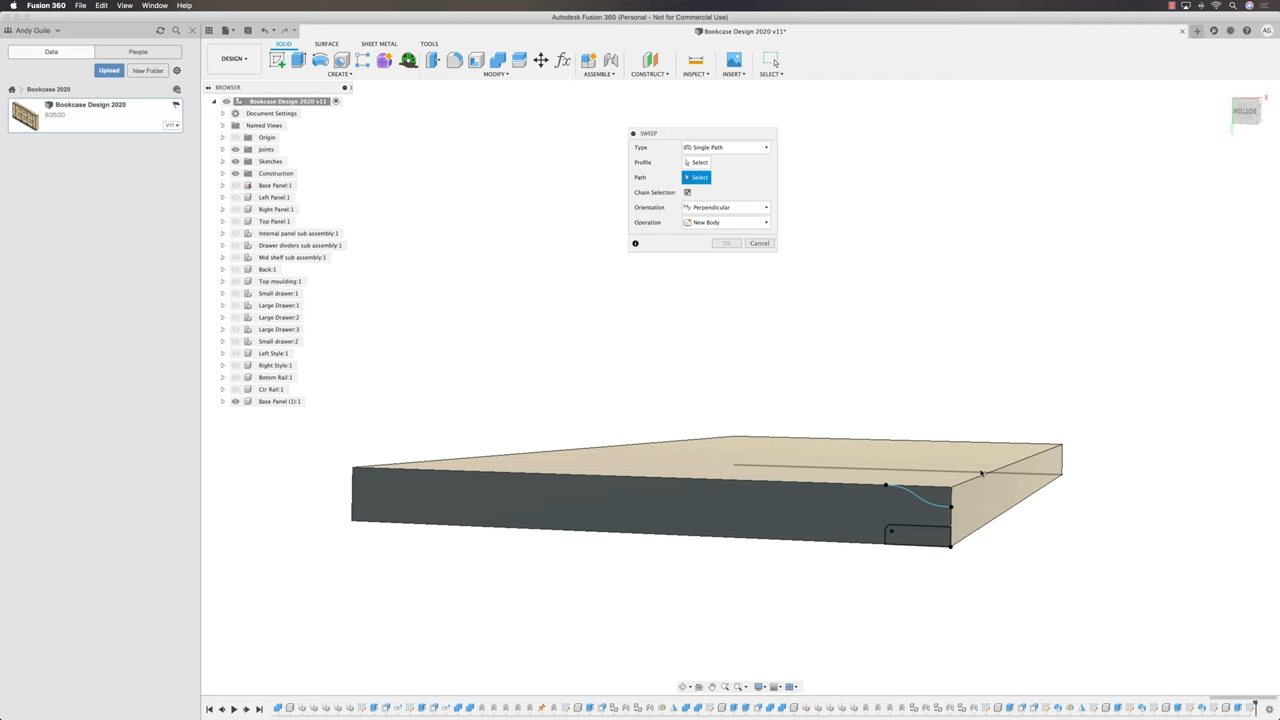 Fusion 360 File Edit View Window Help
Autodesk Fusion 360 (Personal - Not for Commercial Use)
Andy Guile
Bookcase Design 2020 v11*
AG
Data People
Upload New Folder
Bookcase 2020
Bookcase Design 2020
8/25/20
V11
SOLID SURFACE SHEET METAL TOOLS
DESIGN
CREATE MODIFY ASSEMBLE CONSTRUCT INSPECT INSERT SELECT
BROWSER
Bookcase Design 2020 v11
Document Settings
Named Views
Origin
Joints
Sketches
Construction
Base Panel:1
Left Panel:1
Right Panel:1
Top Panel:1
Internal panel sub assembly:1
Drawer divders sub assembly:1
Mid shelf sub assembly:1
Back:1
Top moulding:1
Small drawer:1
Large Drawer:1
Large Drawer:2
Large Drawer:3
Small drawer:2
Left Style:1
Right Style:1
Botom Rail:1
Ctr Rail:1
Base Panel (1):1
SWEEP
Type Single Path
Profile Select
Path Select
Chain Selection
Orientation Perpendicular
Operation New Body
OK Cancel
BOTTOM
X